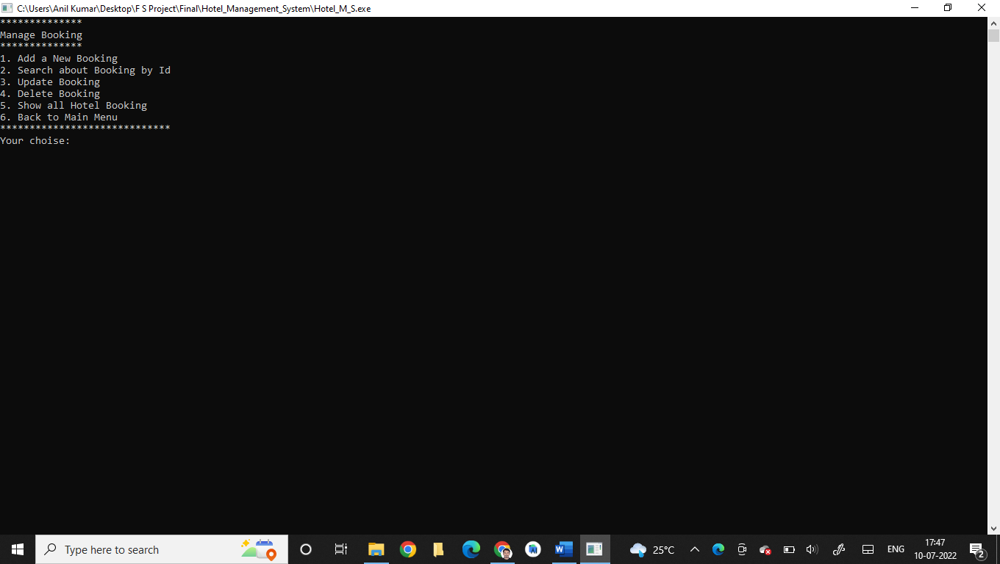 C:\Users\Anil Kumar\Desktop\F S Project\Final\Hotel_Management_System\Hotel_M_S.exe
**************
Manage Booking
**************
1. Add a New Booking
2. Search about Booking by Id
3. Update Booking
4. Delete Booking
5. Show all Hotel Booking
6. Back to Main Menu
*****************************
Your choise:
Type here to search
25°C
ENG
17:47
10-07-2022
2